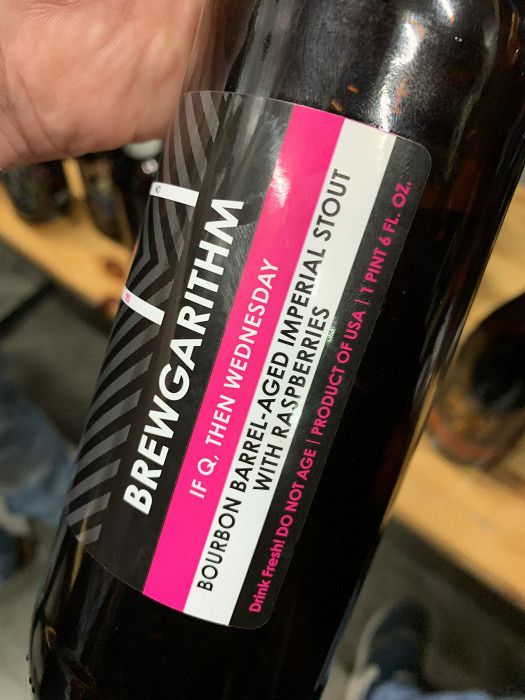 BREWGARITHM
IF Q, THEN WEDNESDAY
BOURBON BARREL-AGED IMPERIAL STOUT
WITH RASPBERRIES
Drink Fresh! DO NOT AGE | PRODUCT OF USA | 1 PINT 6 FL. OZ.